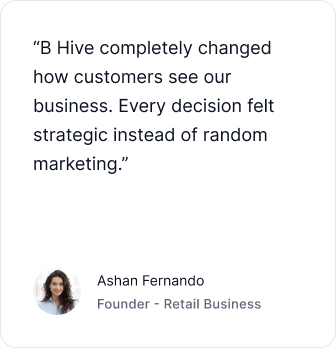 “B Hive completely changed
how customers see our
business. Every decision felt
strategic instead of random
marketing.”
Ashan Fernando
Founder - Retail Business